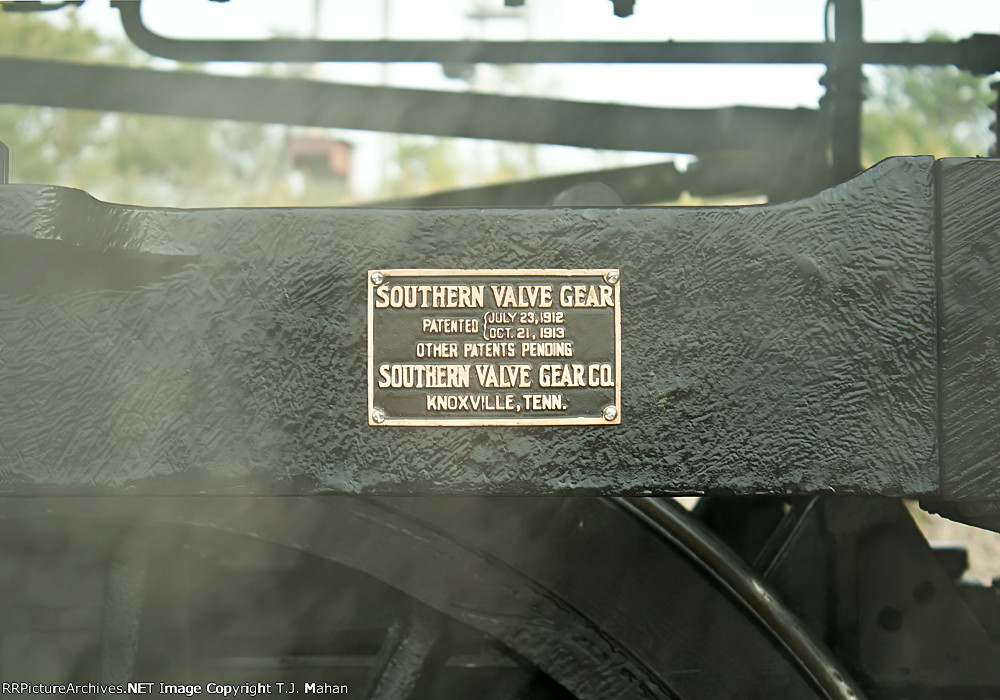 SOUTHERN VALVE GEAR
PATENTED { JULY 23, 1912
OCT. 21, 1913
OTHER PATENTS PENDING
SOUTHERN VALVE GEAR CO.
KNOXVILLE, TENN.
RRPictureArchives.NET Image Copyright T.J. Mahan